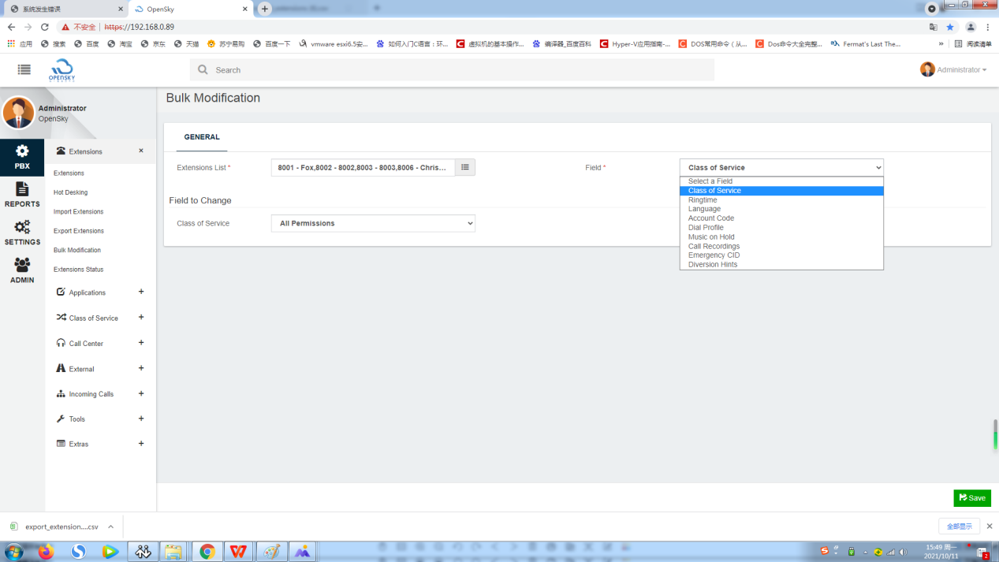 系统发生错误
OpenSky
不安全 | https://192.168.0.89
应用 搜索 百度 淘宝 京东 天猫 苏宁易购 百度一下 vmware esxi6.5安... 如何入门C语言：环... 虚拟机的基本操作... 编译器_百度百科 Hyper-V应用指南-... DOS常用命令（从... Dos命令大全完整... Fermat's Last The... » 阅读清单
OPENSKY
Search
Administrator
Administrator
OpenSky
PBX
REPORTS
SETTINGS
ADMIN
Extensions
Extensions
Hot Desking
Import Extensions
Export Extensions
Bulk Modification
Extensions Status
Applications
Class of Service
Call Center
External
Incoming Calls
Tools
Extras
Bulk Modification
GENERAL
Extensions List *
8001 - Fox,8002 - 8002,8003 - 8003,8006 - Chris...
Field *
Class of Service
Select a Field
Class of Service
Ringtime
Language
Account Code
Dial Profile
Music on Hold
Call Recordings
Emergency CID
Diversion Hints
Field to Change
Class of Service
All Permissions
Save
export_extension....csv
全部显示
15:49 周一
2021/10/11
2